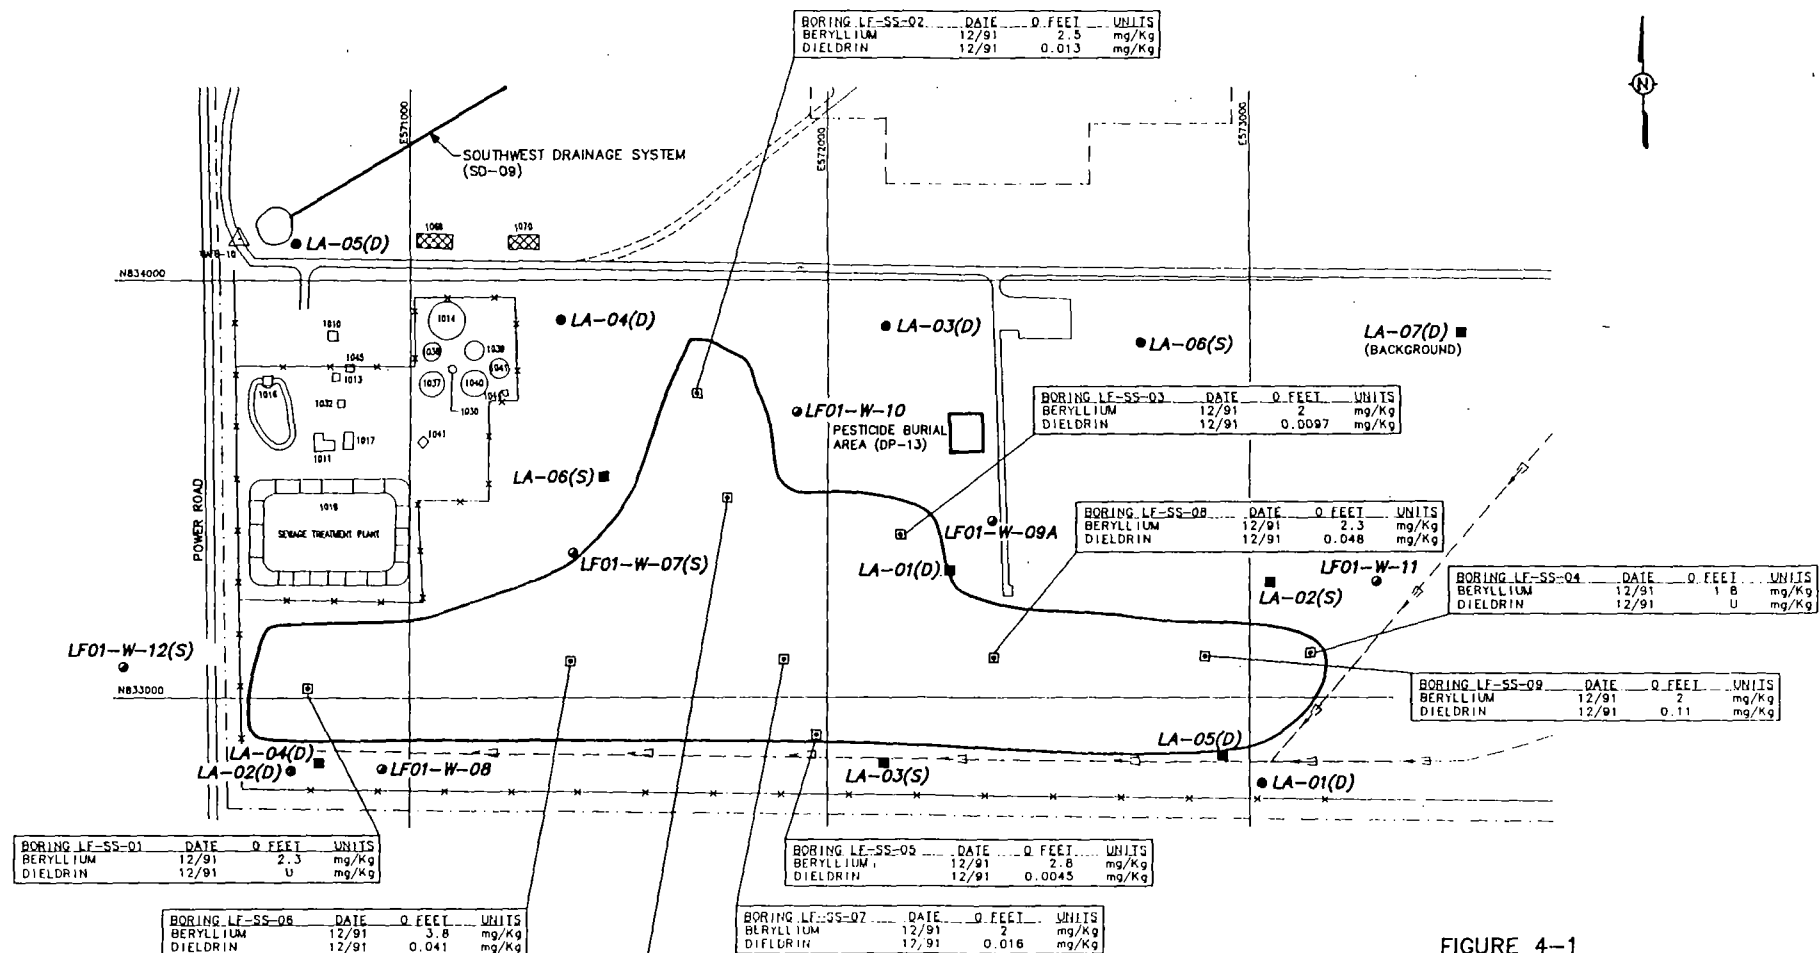 BORING LF-SS-02 DATE 0 FEET UNITS
BERYLLIUM 12/91 2.5 mg/Kg
DIELDRIN 12/91 0.013 mg/Kg
N
E571000
E572000
E573000
SOUTHWEST DRAINAGE SYSTEM
(SD-09)
1068
1070
LA-05(D)
N834000
1014
LA-04(D)
LA-03(D)
LA-06(S)
LA-07(D)
(BACKGROUND)
1010
1038
1039
1045
1013
1037
1040
1041
1016
1032
1030
1017
1011
1041
LF01-W-10
PESTICIDE BURIAL
AREA (DP-13)
BORING LF-SS-03 DATE 0 FEET UNITS
BERYLLIUM 12/91 2 mg/Kg
DIELDRIN 12/91 0.0097 mg/Kg
LA-06(S)
POWER ROAD
SEWAGE TREATMENT PLANT
LF01-W-07(S)
LF01-W-09A
LA-01(D)
BORING LF-SS-08 DATE 0 FEET UNITS
BERYLLIUM 12/91 2.3 mg/Kg
DIELDRIN 12/91 0.048 mg/Kg
LF01-W-11
LA-02(S)
BORING LF-SS-04 DATE 0 FEET UNITS
BERYLLIUM 12/91 1 8 mg/Kg
DIELDRIN 12/91 U mg/Kg
LF01-W-12(S)
N833000
BORING LF-SS-09 DATE 0 FEET UNITS
BERYLLIUM 12/91 2 mg/Kg
DIELDRIN 12/91 0.11 mg/Kg
LA-04(D)
LA-02(D)
LF01-W-08
LA-03(S)
LA-05(D)
LA-01(D)
BORING LF-SS-01 DATE 0 FEET UNITS
BERYLLIUM 12/91 2.3 mg/Kg
DIELDRIN 12/91 U mg/Kg
BORING LF-SS-05 DATE 0 FEET UNITS
BERYLLIUM 12/91 2.8 mg/Kg
DIELDRIN 12/91 0.0045 mg/Kg
BORING LF-SS-06 DATE 0 FEET UNITS
BERYLLIUM 12/91 3.8 mg/Kg
DIELDRIN 12/91 0.041 mg/Kg
BORING LF-SS-07 DATE 0 FEET UNITS
BERYLLIUM 12/91 2 mg/Kg
DIELDRIN 12/91 0.016 mg/Kg
FIGURE 4-1